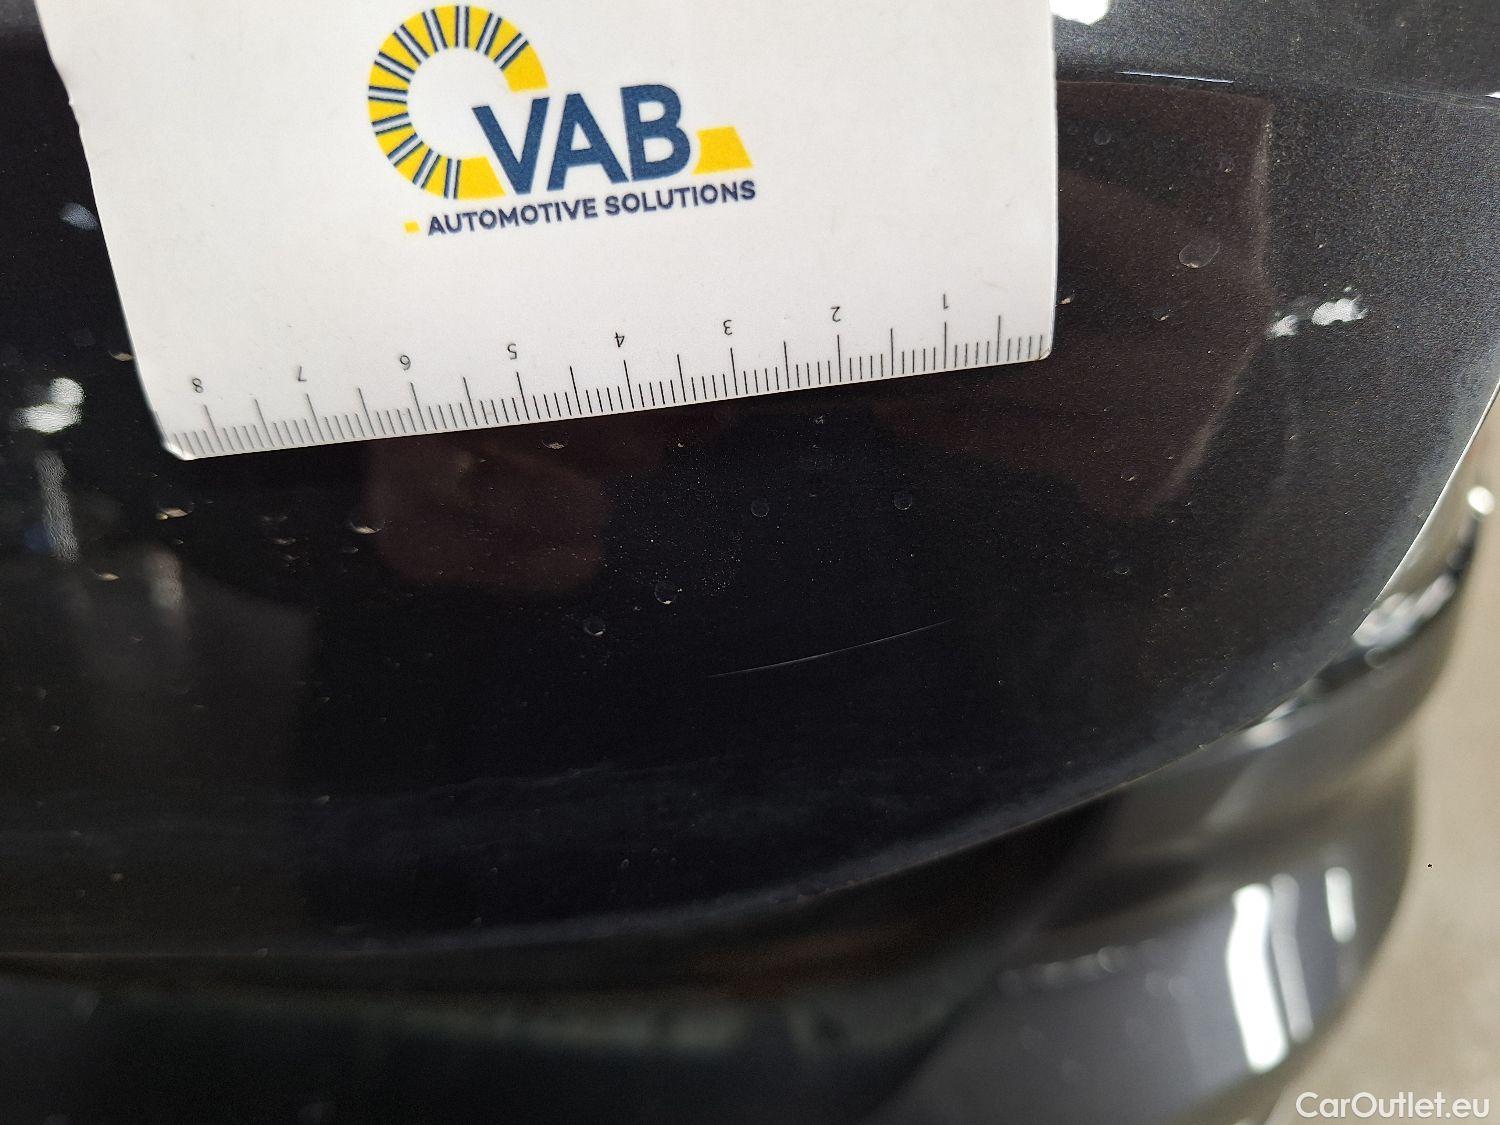 VAB
AUTOMOTIVE SOLUTIONS
8 7 6 5 4 3 2 1
CarOutlet.eu